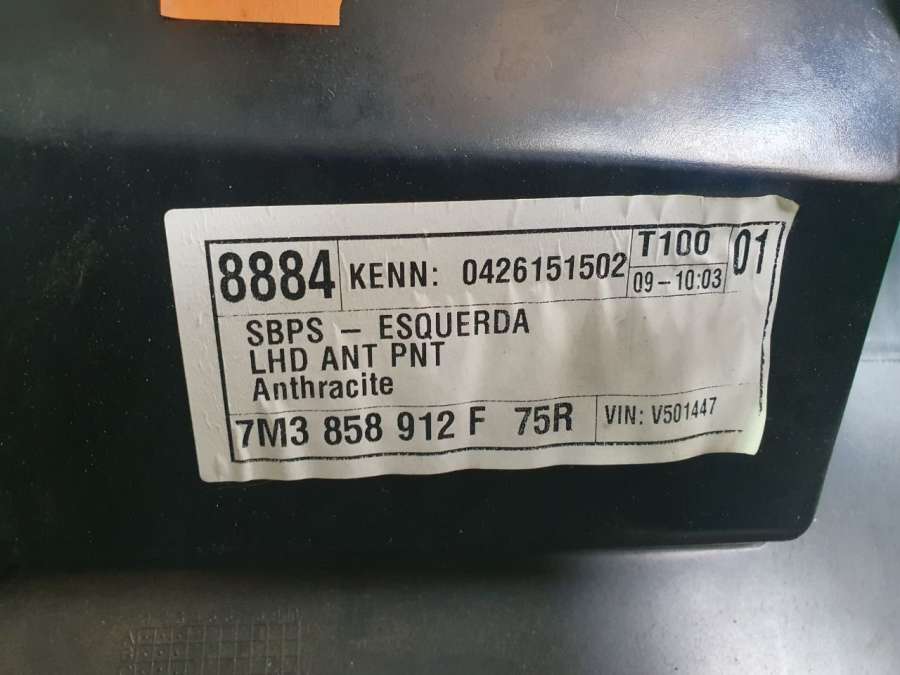 8884 KENN: 0426151502 T100 01
09-10:03
SBPS - ESQUERDA
LHD ANT PNT
Anthracite
7M3 858 912 F 75R VIN: V501447